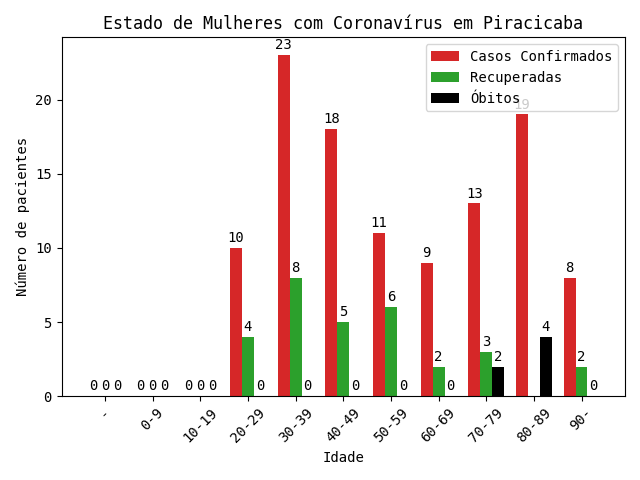 Estado de Mulheres com Coronavírus em Piracicaba
Casos Confirmados
Recuperadas
Óbitos
Número de pacientes
20
15
10
5
0
0 0 0
0 0 0
0 0 0
10 4 0
23 8 0
18 5 0
11 6 0
9 2 0
13 3 2
19 4
8 2 0
- 0-9 10-19 20-29 30-39 40-49 50-59 60-69 70-79 80-89 90-
Idade